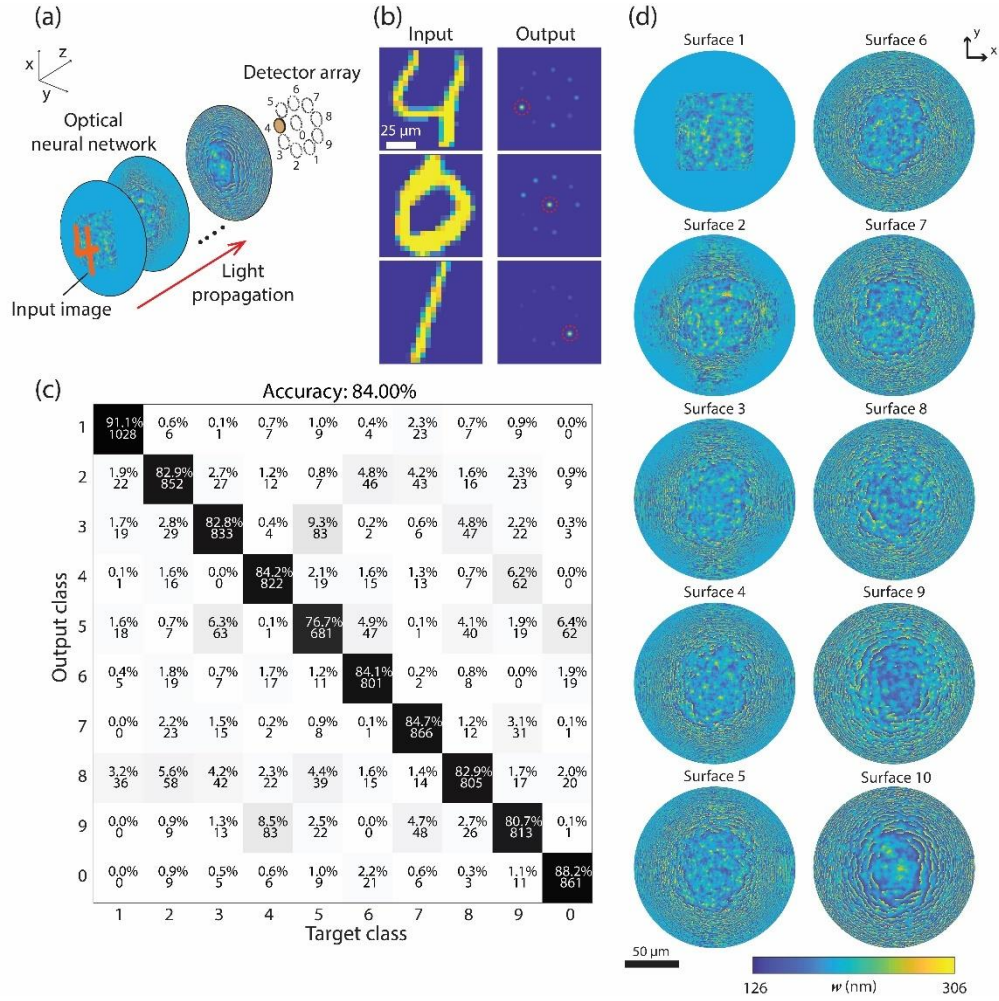 (a)
x
z
y
Detector array
6
5
7
4
8
0
3
9
2
1
Optical
neural network
4
Input image
Light
propagation
(b)
Input
Output
25 µm
(c)
Accuracy: 84.00%
Output class
1
91.1% 0.6% 0.1% 0.7% 1.0% 0.4% 2.3% 0.7% 0.9% 0.0%
1028 6 1 7 9 4 23 7 9 0
2
1.9% 82.9% 2.7% 1.2% 0.8% 4.8% 4.2% 1.6% 2.3% 0.9%
22 852 27 12 7 46 43 16 23 9
3
1.7% 2.8% 82.8% 0.4% 9.3% 0.2% 0.6% 4.8% 2.2% 0.3%
19 29 833 4 83 2 6 47 22 3
4
0.1% 1.6% 0.0% 84.2% 2.1% 1.6% 1.3% 0.7% 6.2% 0.0%
1 16 0 822 19 15 13 7 62 0
5
1.6% 0.7% 6.3% 0.1% 76.7% 4.9% 0.1% 4.1% 1.9% 6.4%
18 7 63 1 681 47 1 40 19 62
6
0.4% 1.8% 0.7% 1.7% 1.2% 84.1% 0.2% 0.8% 0.0% 1.9%
5 19 7 17 11 801 2 8 0 19
7
0.0% 2.2% 1.5% 0.2% 0.9% 0.1% 84.7% 1.2% 3.1% 0.1%
0 23 15 2 8 1 866 12 31 1
8
3.2% 5.6% 4.2% 2.3% 4.4% 1.6% 1.4% 82.9% 1.7% 2.0%
36 58 42 22 39 15 14 805 17 20
9
0.0% 0.9% 1.3% 8.5% 2.5% 0.0% 4.7% 2.7% 80.7% 0.1%
0 9 13 83 22 0 48 26 813 1
0
0.0% 0.9% 0.5% 0.6% 1.0% 2.2% 0.6% 0.3% 1.1% 88.2%
0 9 5 6 9 21 6 3 11 861
1 2 3 4 5 6 7 8 9 0
Target class
(d)
y
x
Surface 1
Surface 6
Surface 2
Surface 7
Surface 3
Surface 8
Surface 4
Surface 9
Surface 5
Surface 10
50 µm
126
w (nm)
306